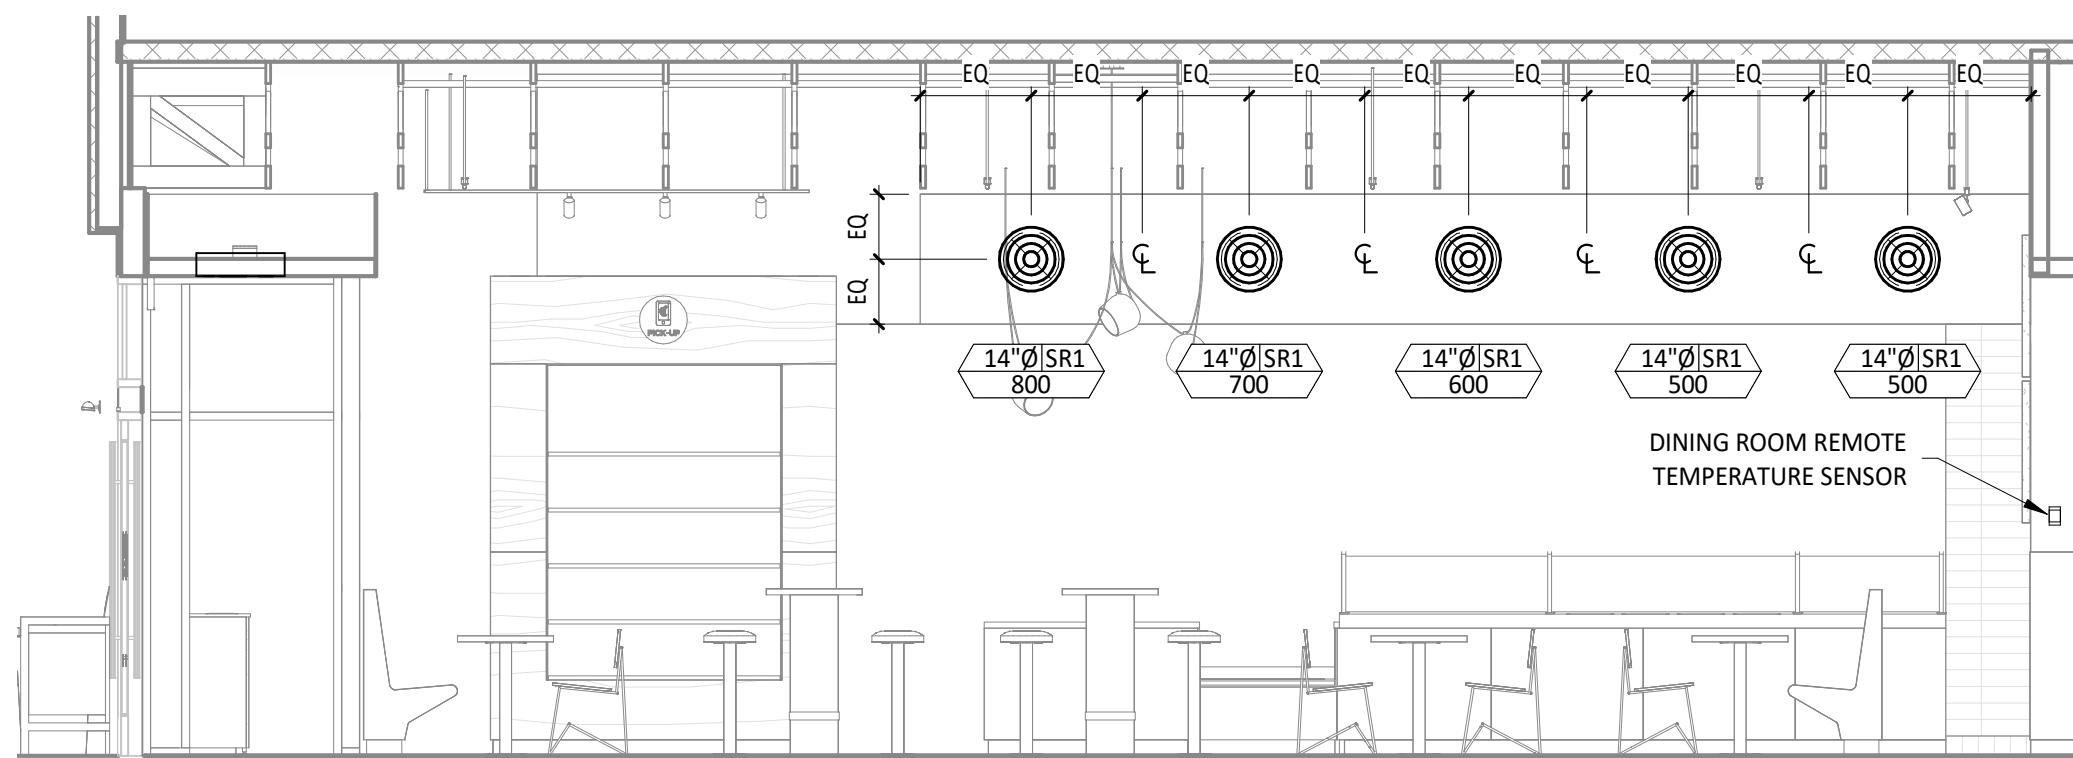 EQ EQ EQ EQ EQ EQ EQ EQ EQ EQ
EQ
EQ
℄ ℄ ℄ ℄
PICK-UP
14"Ø SR1
800
14"Ø SR1
700
14"Ø SR1
600
14"Ø SR1
500
14"Ø SR1
500
DINING ROOM REMOTE
TEMPERATURE SENSOR